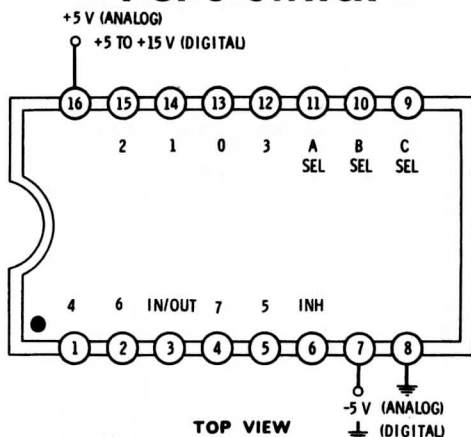 +5 V (ANALOG)
+5 TO +15 V (DIGITAL)
16 15 14 13 12 11 10 9
2 1 0 3 A B C
SEL SEL SEL
4 6 IN/OUT 7 5 INH
1 2 3 4 5 6 7 8
-5 V (ANALOG)
(DIGITAL)
TOP VIEW